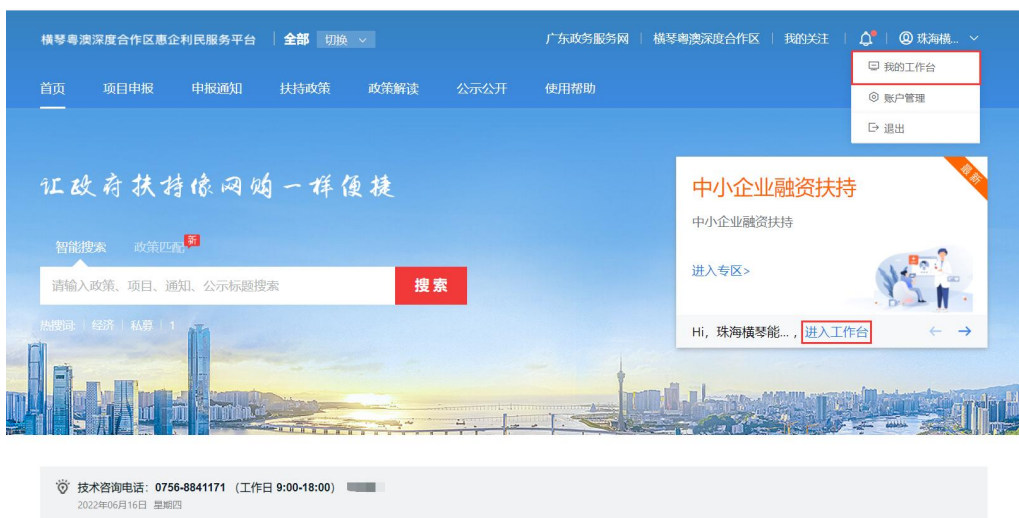 横琴粤澳深度合作区惠企利民服务平台 全部 切换 广东政务服务网 横琴粤澳深度合作区 我的关注 珠海横...
我的工作台
首页 项目申报 申报通知 扶持政策 政策解读 公示公开 使用帮助
账户管理
退出
让政府扶持像网购一样便捷
最新
中小企业融资扶持
中小企业融资扶持
智能搜索 政策匹配 新
进入专区>
请输入政策、项目、通知、公示标题搜索 搜索
热搜词: 经济 私募 1
Hi, 珠海横琴能..., 进入工作台
技术咨询电话: 0756-8841171 (工作日 9:00-18:00)
2022年06月16日 星期四